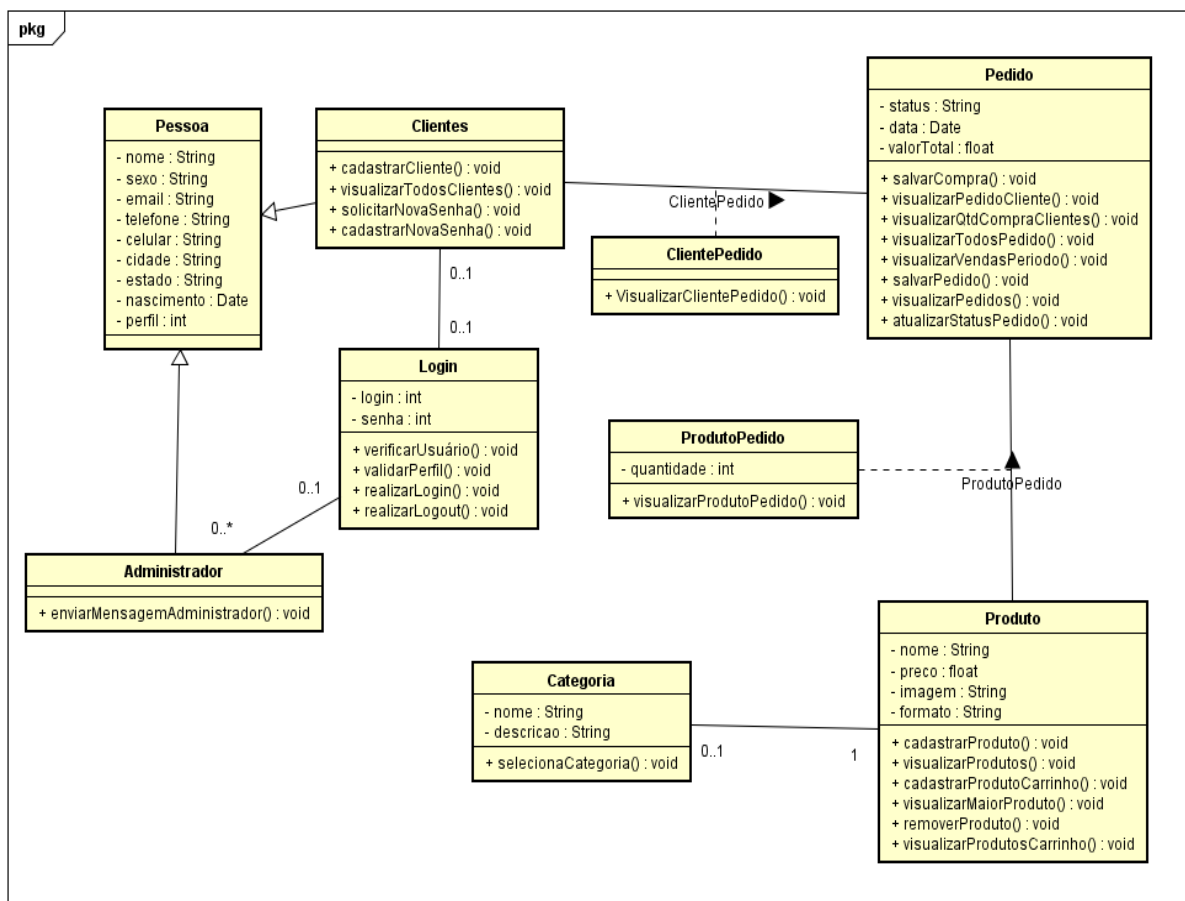 pkg
Pessoa
- nome : String
- sexo : String
- email : String
- telefone : String
- celular : String
- cidade : String
- estado : String
- nascimento : Date
- perfil : int
Clientes
+ cadastrarCliente() : void
+ visualizarTodosClientes() : void
+ solicitarNovaSenha() : void
+ cadastrarNovaSenha() : void
Pedido
- status : String
- data : Date
- valorTotal : float
+ salvarCompra() : void
+ visualizarPedidoCliente() : void
+ visualizarQtdCompraClientes() : void
+ visualizarTodosPedido() : void
+ visualizarVendasPeriodo() : void
+ salvarPedido() : void
+ visualizarPedidos() : void
+ atualizarStatusPedido() : void
ClientePedido
ClientePedido
+ VisualizarClientePedido() : void
0..1
0..1
Login
- login : int
- senha : int
+ verificarUsuário() : void
+ validarPerfil() : void
+ realizarLogin() : void
+ realizarLogout() : void
0..1
0..*
Administrador
+ enviarMensagemAdministrador() : void
ProdutoPedido
- quantidade : int
+ visualizarProdutoPedido() : void
ProdutoPedido
Categoria
- nome : String
- descricao : String
+ selecionaCategoria() : void
0..1
1
Produto
- nome : String
- preco : float
- imagem : String
- formato : String
+ cadastrarProduto() : void
+ visualizarProdutos() : void
+ cadastrarProdutoCarrinho() : void
+ visualizarMaiorProduto() : void
+ removerProduto() : void
+ visualizarProdutosCarrinho() : void